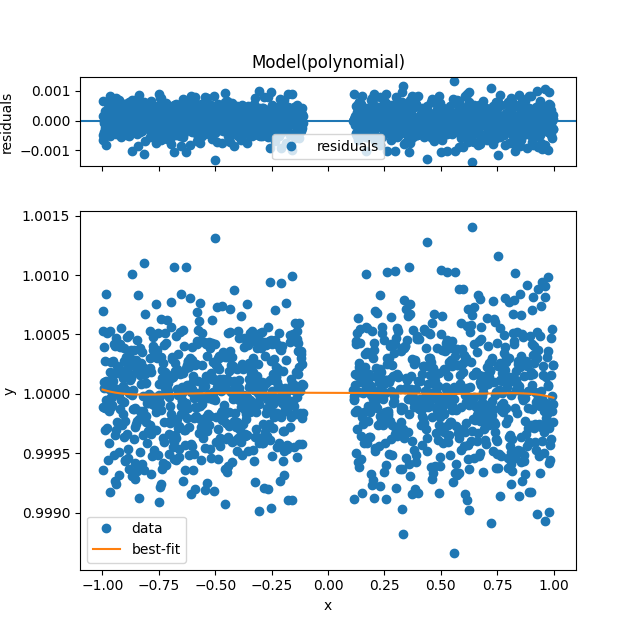 Model(polynomial)
0.001
0.000
−0.001
residuals
residuals
1.0015
1.0010
1.0005
1.0000
0.9995
0.9990
y
data
best-fit
−1.00 −0.75 −0.50 −0.25 0.00 0.25 0.50 0.75 1.00
x